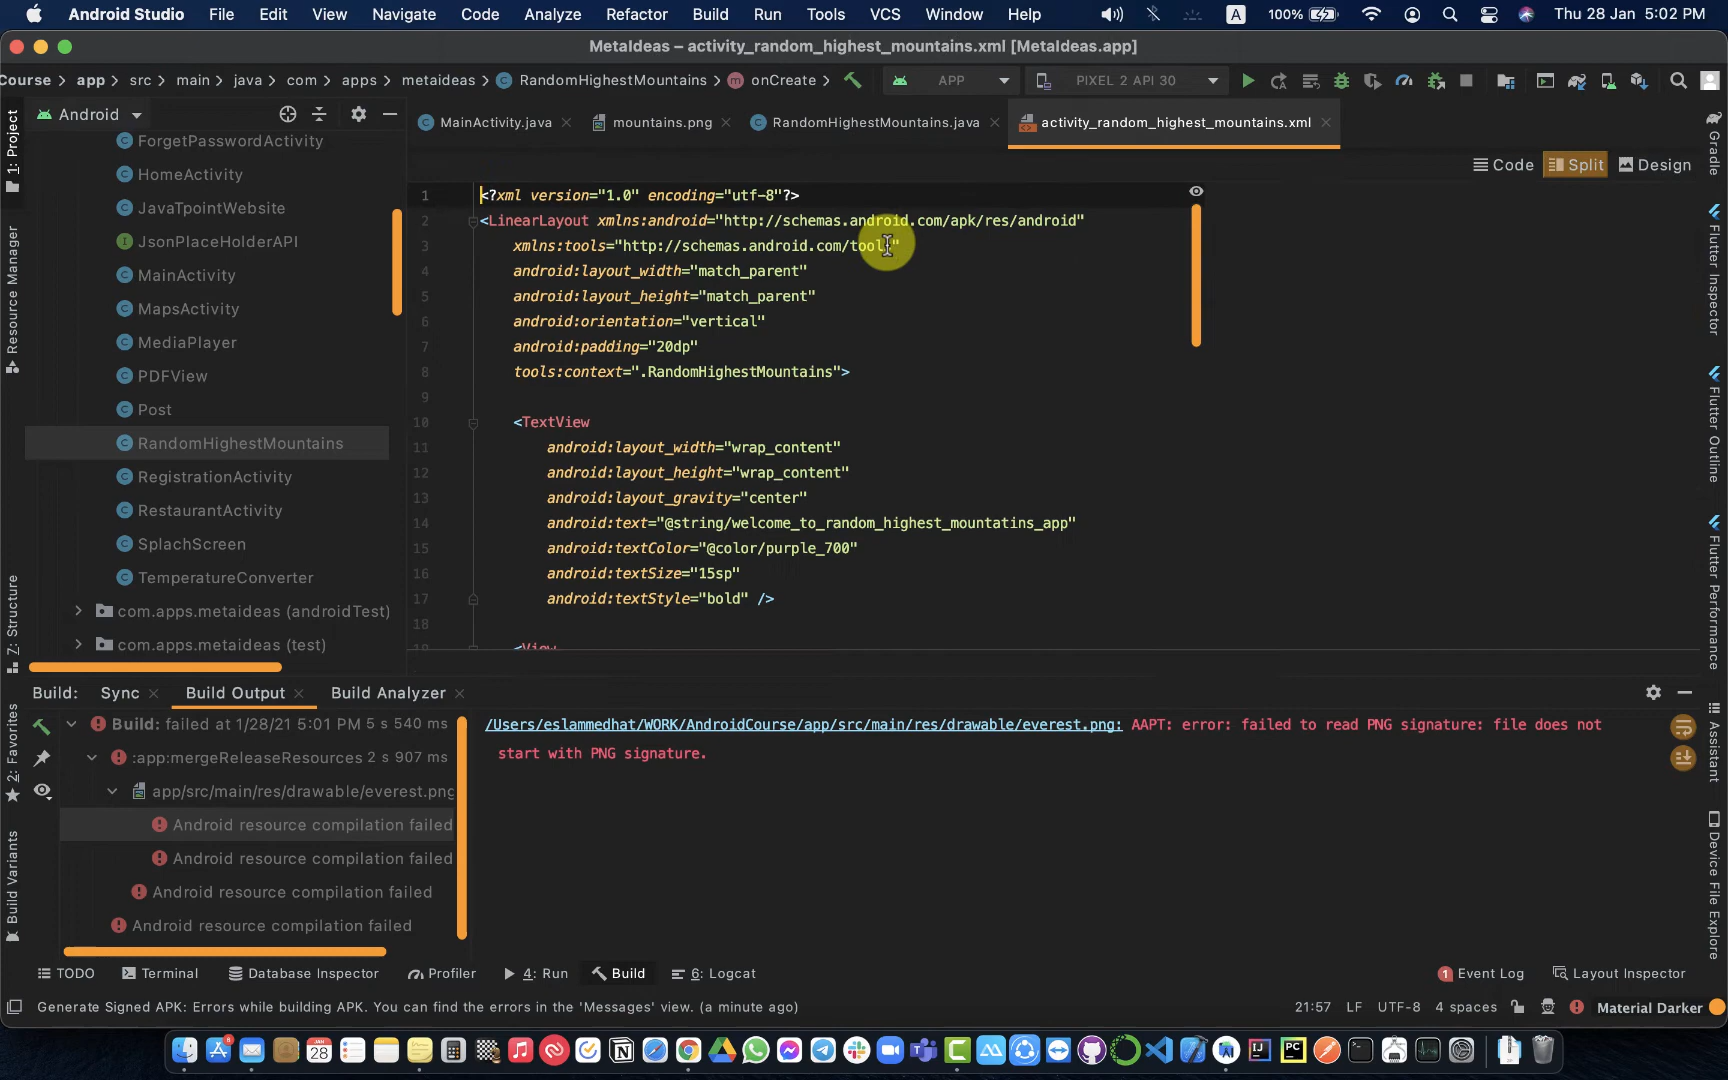 Android Studio File Edit View Navigate Code Analyze Refactor Build Run Tools VCS Window Help A 100% Thu 28 Jan 5:02 PM
MetaIdeas – activity_random_highest_mountains.xml [MetaIdeas.app]
Course app src main java com apps metaideas C RandomHighestMountains m onCreate APP PIXEL 2 API 30
Android
MainActivity.java mountains.png RandomHighestMountains.java activity_random_highest_mountains.xml
Code Split Design
1: Project
Resource Manager
Z: Structure
2: Favorites
Build Variants
ForgetPasswordActivity
HomeActivity
JavaTpointWebsite
JsonPlaceHolderAPI
MainActivity
MapsActivity
MediaPlayer
PDFView
Post
RandomHighestMountains
RegistrationActivity
RestaurantActivity
SplachScreen
TemperatureConverter
com.apps.metaideas (androidTest)
com.apps.metaideas (test)
1 <?xml version="1.0" encoding="utf-8"?>
2 <LinearLayout xmlns:android="http://schemas.android.com/apk/res/android"
3 xmlns:tools="http://schemas.android.com/tools"
4 android:layout_width="match_parent"
5 android:layout_height="match_parent"
6 android:orientation="vertical"
7 android:padding="20dp"
8 tools:context=".RandomHighestMountains">
9
10 <TextView
11 android:layout_width="wrap_content"
12 android:layout_height="wrap_content"
13 android:layout_gravity="center"
14 android:text="@string/welcome_to_random_highest_mountatins_app"
15 android:textColor="@color/purple_700"
16 android:textSize="15sp"
17 android:textStyle="bold" />
18
19 <View
Gradle
Flutter Inspector
Flutter Outline
Flutter Performance
Assistant
Device File Explorer
Build: Sync Build Output Build Analyzer
Build: failed at 1/28/21 5:01 PM 5 s 540 ms
:app:mergeReleaseResources 2 s 907 ms
app/src/main/res/drawable/everest.png
Android resource compilation failed
Android resource compilation failed
Android resource compilation failed
Android resource compilation failed
/Users/eslammedhat/WORK/AndroidCourse/app/src/main/res/drawable/everest.png: AAPT: error: failed to read PNG signature: file does not
start with PNG signature.
TODO Terminal Database Inspector Profiler 4: Run Build 6: Logcat 1 Event Log Layout Inspector
Generate Signed APK: Errors while building APK. You can find the errors in the 'Messages' view. (a minute ago) 21:57 LF UTF-8 4 spaces Material Darker